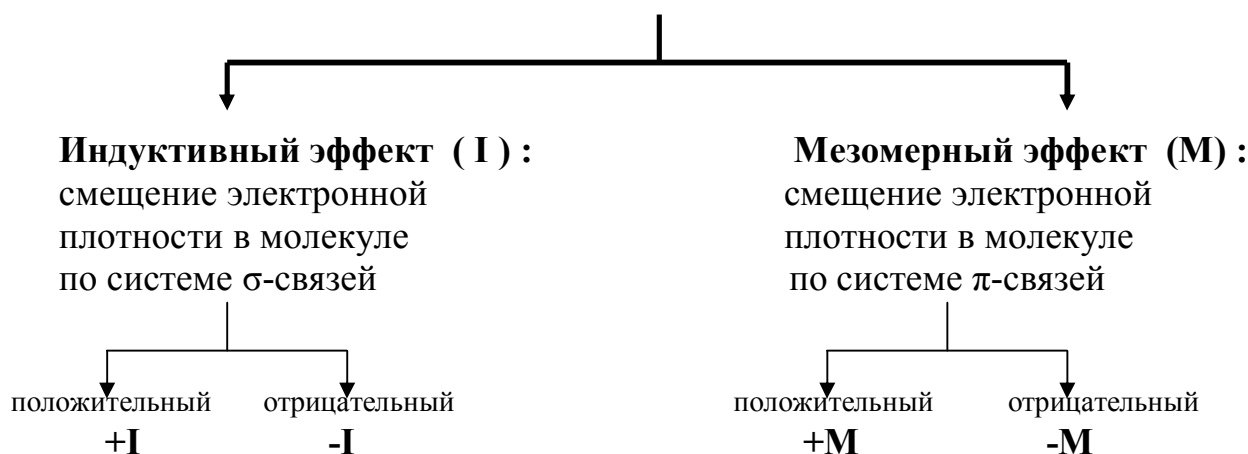 Индуктивный эффект ( I ) :
смещение электронной
плотности в молекуле
по системе σ-связей
положительный отрицательный
+I -I
Мезомерный эффект (М) :
смещение электронной
плотности в молекуле
по системе π-связей
положительный отрицательный
+М -М